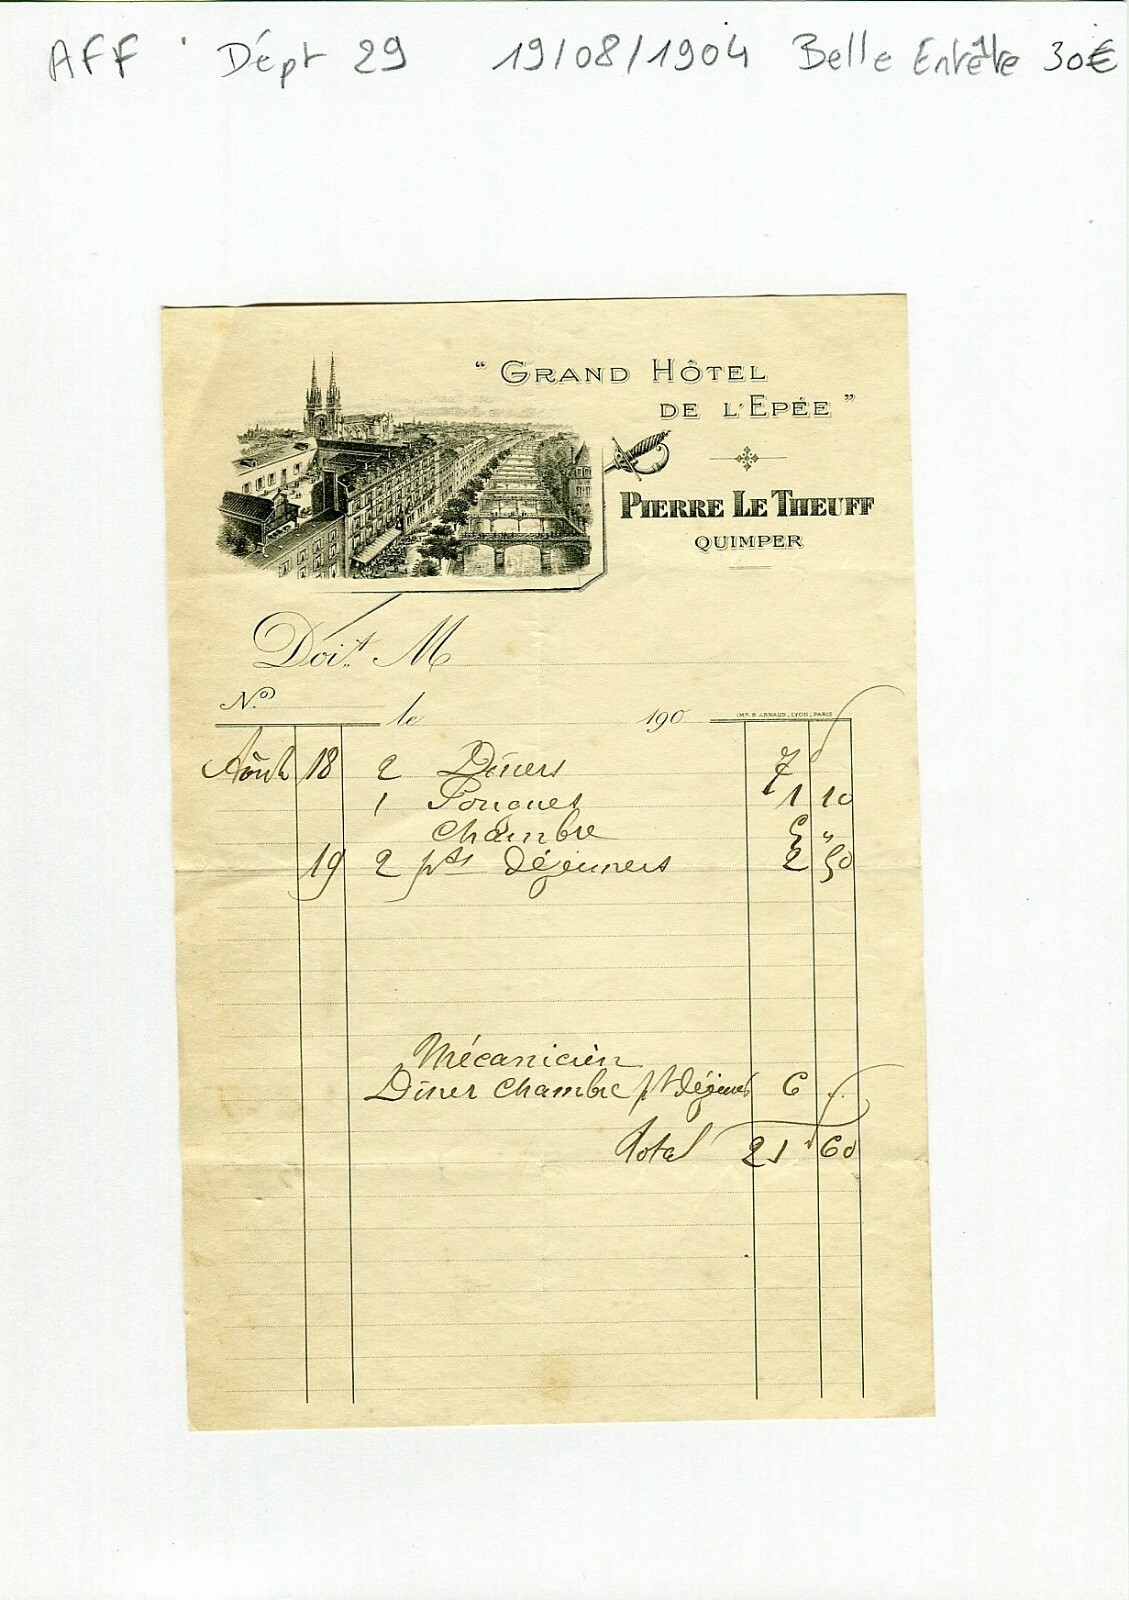 AFF Dépt 29 19/08/1904 Belle Entête 30€
" GRAND HÔTEL
DE L'EPÉE "
PIERRE LE THEUFF
QUIMPER
Doit M
N.º
le 190
IMP. B. ARNAUD, LYON, PARIS
Août 18 2 Dîners 7
1 Pougues 1 10
Chambre 5 "
19 2 pts déjeuners 2 50
Mécanicien
Dîner Chambre pt déjeuner 6
Total 21 60